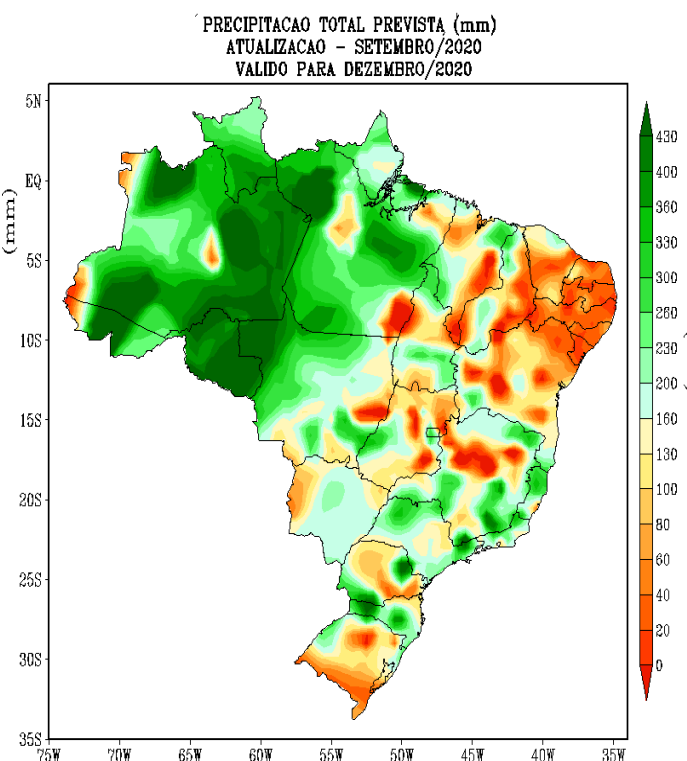 PRECIPITACAO TOTAL PREVISTA (mm)
ATUALIZACAO - SETEMBRO/2020
VALIDO PARA DEZEMBRO/2020
(mm)
5N
EQ
5S
10S
15S
20S
25S
30S
35S
75W 70W 65W 60W 55W 50W 45W 40W 35W
430
400
360
330
300
260
230
200
160
130
100
80
60
40
20
0